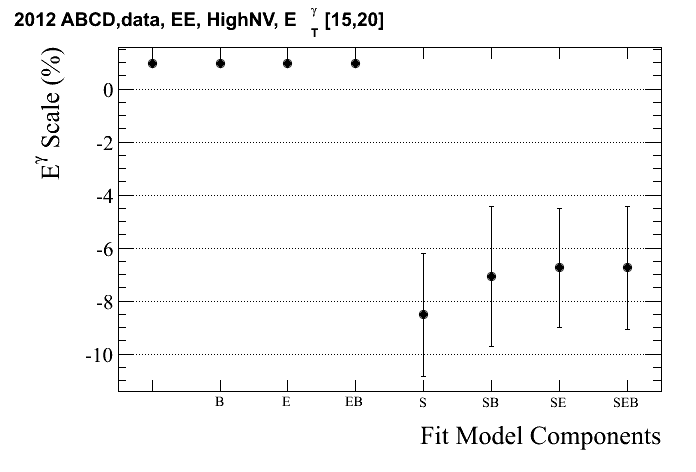 2012 ABCD,data, EE, HighNV, E γ T [15,20]
Eγ Scale (%)
0
-2
-4
-6
-8
-10
B E EB S SB SE SEB
Fit Model Components